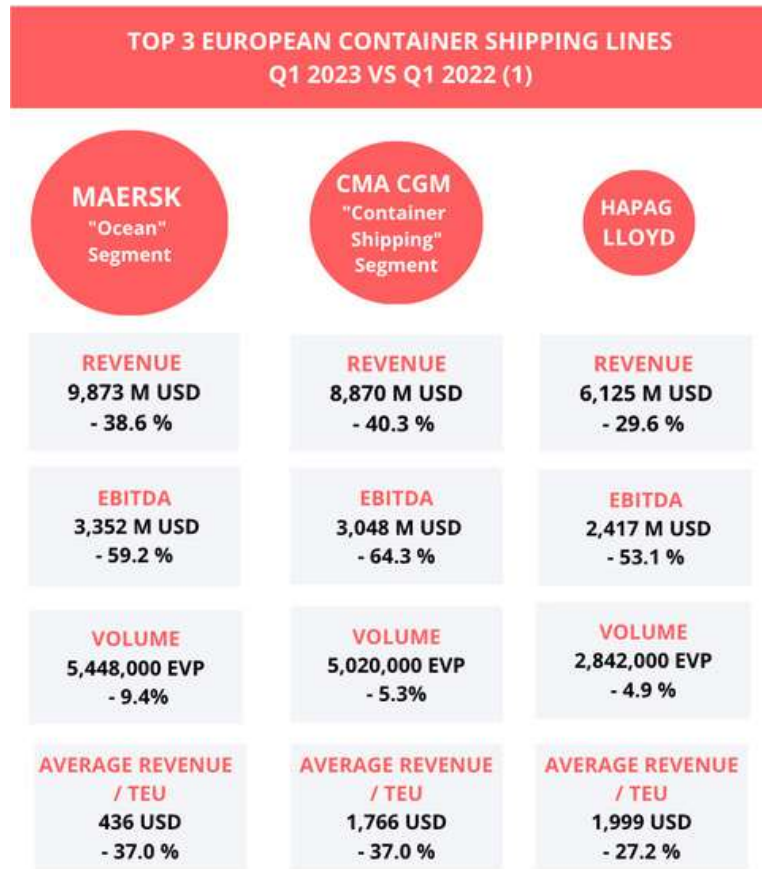 TOP 3 EUROPEAN CONTAINER SHIPPING LINES
Q1 2023 VS Q1 2022 (1)
MAERSK
"Ocean"
Segment
CMA CGM
"Container
Shipping"
Segment
HAPAG
LLOYD
REVENUE
9,873 M USD
- 38.6 %
REVENUE
8,870 M USD
- 40.3 %
REVENUE
6,125 M USD
- 29.6 %
EBITDA
3,352 M USD
- 59.2 %
EBITDA
3,048 M USD
- 64.3 %
EBITDA
2,417 M USD
- 53.1 %
VOLUME
5,448,000 EVP
- 9.4%
VOLUME
5,020,000 EVP
- 5.3%
VOLUME
2,842,000 EVP
- 4.9 %
AVERAGE REVENUE
/ TEU
436 USD
- 37.0 %
AVERAGE REVENUE
/ TEU
1,766 USD
- 37.0 %
AVERAGE REVENUE
/ TEU
1,999 USD
- 27.2 %